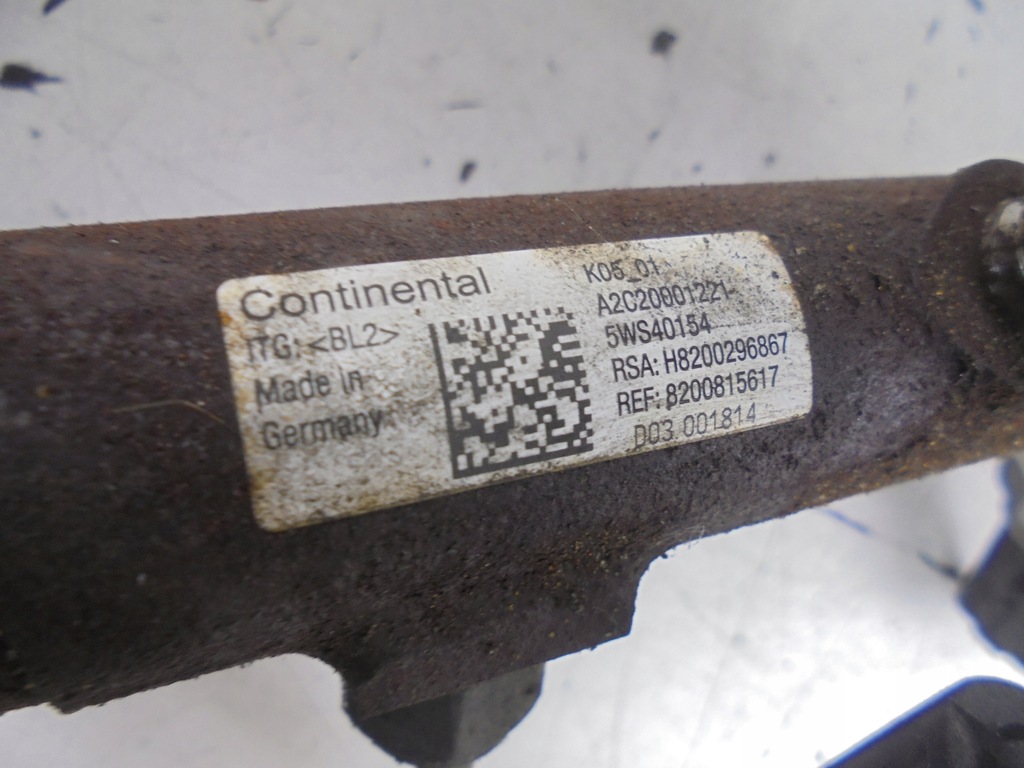 Continental
ITG: <BL2>
Made in
Germany
K05_01
A2C20001221
5WS40154
RSA: H8200296867
REF: 8200815617
D03 001814